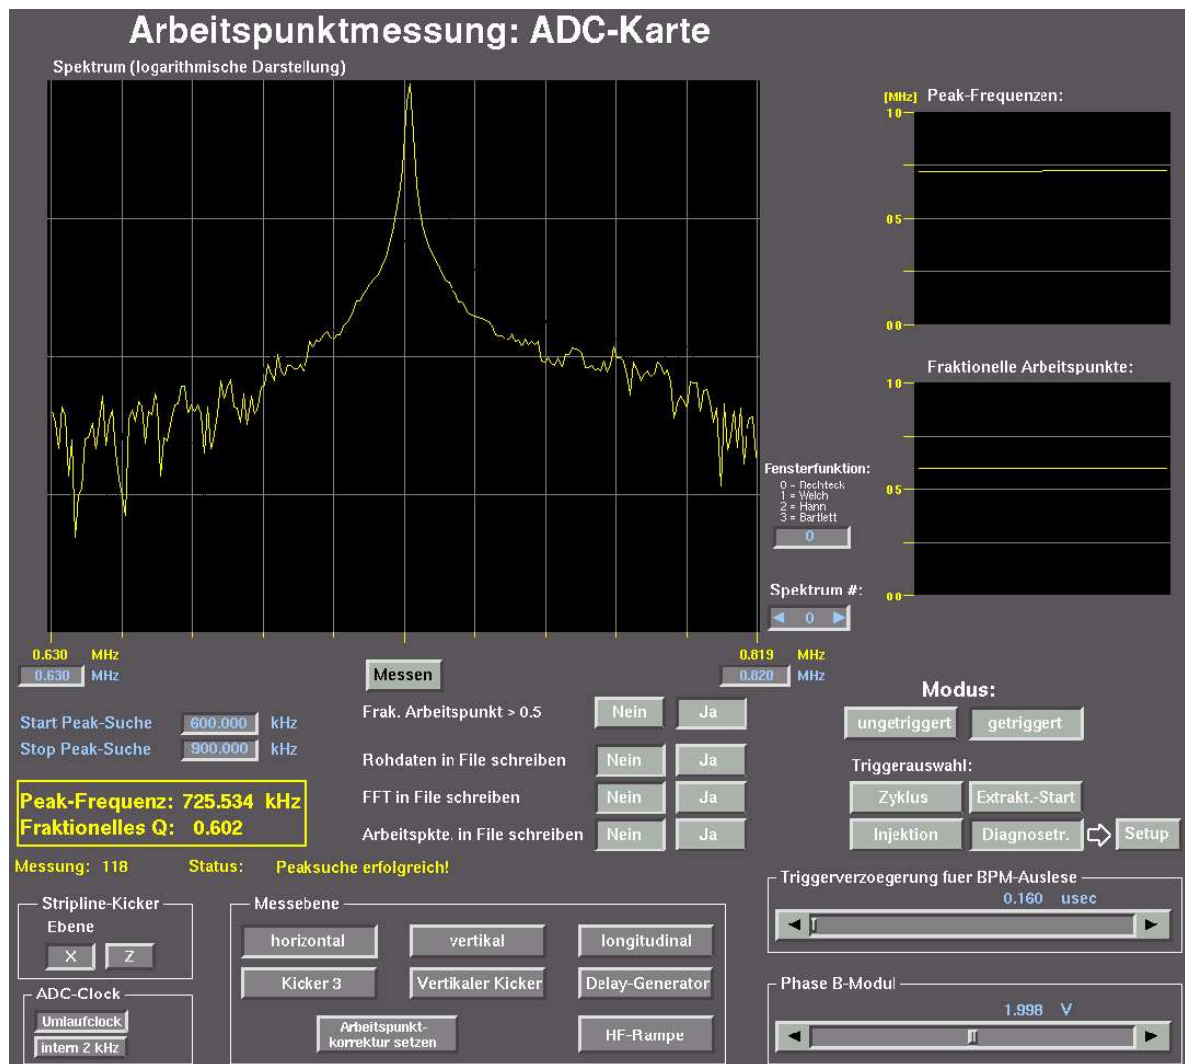 Arbeitspunktmessung: ADC-Karte
Spektrum (logarithmische Darstellung)
[MHz] Peak-Frequenzen:
1 0
0 5
0 0
Fraktionelle Arbeitspunkte:
1 0
0 5
0 0
Fensterfunktion:
0 = Rechteck
1 = Welch
2 = Hann
3 = Bartlett
0
Spektrum #:
0
0.630 MHz
0.819 MHz
0.630 MHz
0.820 MHz
Messen
Start Peak-Suche 600.000 kHz
Stop Peak-Suche 900.000 kHz
Peak-Frequenz: 725.534 kHz
Fraktionelles Q: 0.602
Frak. Arbeitspunkt > 0.5 Nein Ja
Rohdaten in File schreiben Nein Ja
FFT in File schreiben Nein Ja
Arbeitspkte. in File schreiben Nein Ja
Modus:
ungetriggert getriggert
Triggerauswahl:
Zyklus Extrakt.-Start
Injektion Diagnosetr. Setup
Messung: 118 Status: Peaksuche erfolgreich!
Stripline-Kicker
Ebene
X Z
ADC-Clock
Umlaufclock
intern 2 kHz
Messebene
horizontal vertikal longitudinal
Kicker 3 Vertikaler Kicker Delay-Generator
Arbeitspunkt-
korrektur setzen
HF-Rampe
Triggerverzoegerung fuer BPM-Auslese
0.160 usec
Phase B-Modul
1.998 V